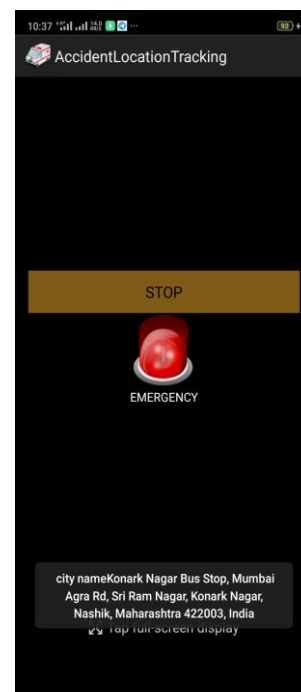 10:37
92
AccidentLocationTracking
STOP
EMERGENCY
city nameKonark Nagar Bus Stop, Mumbai
Agra Rd, Sri Ram Nagar, Konark Nagar,
Nashik, Maharashtra 422003, India
Tap full-screen display